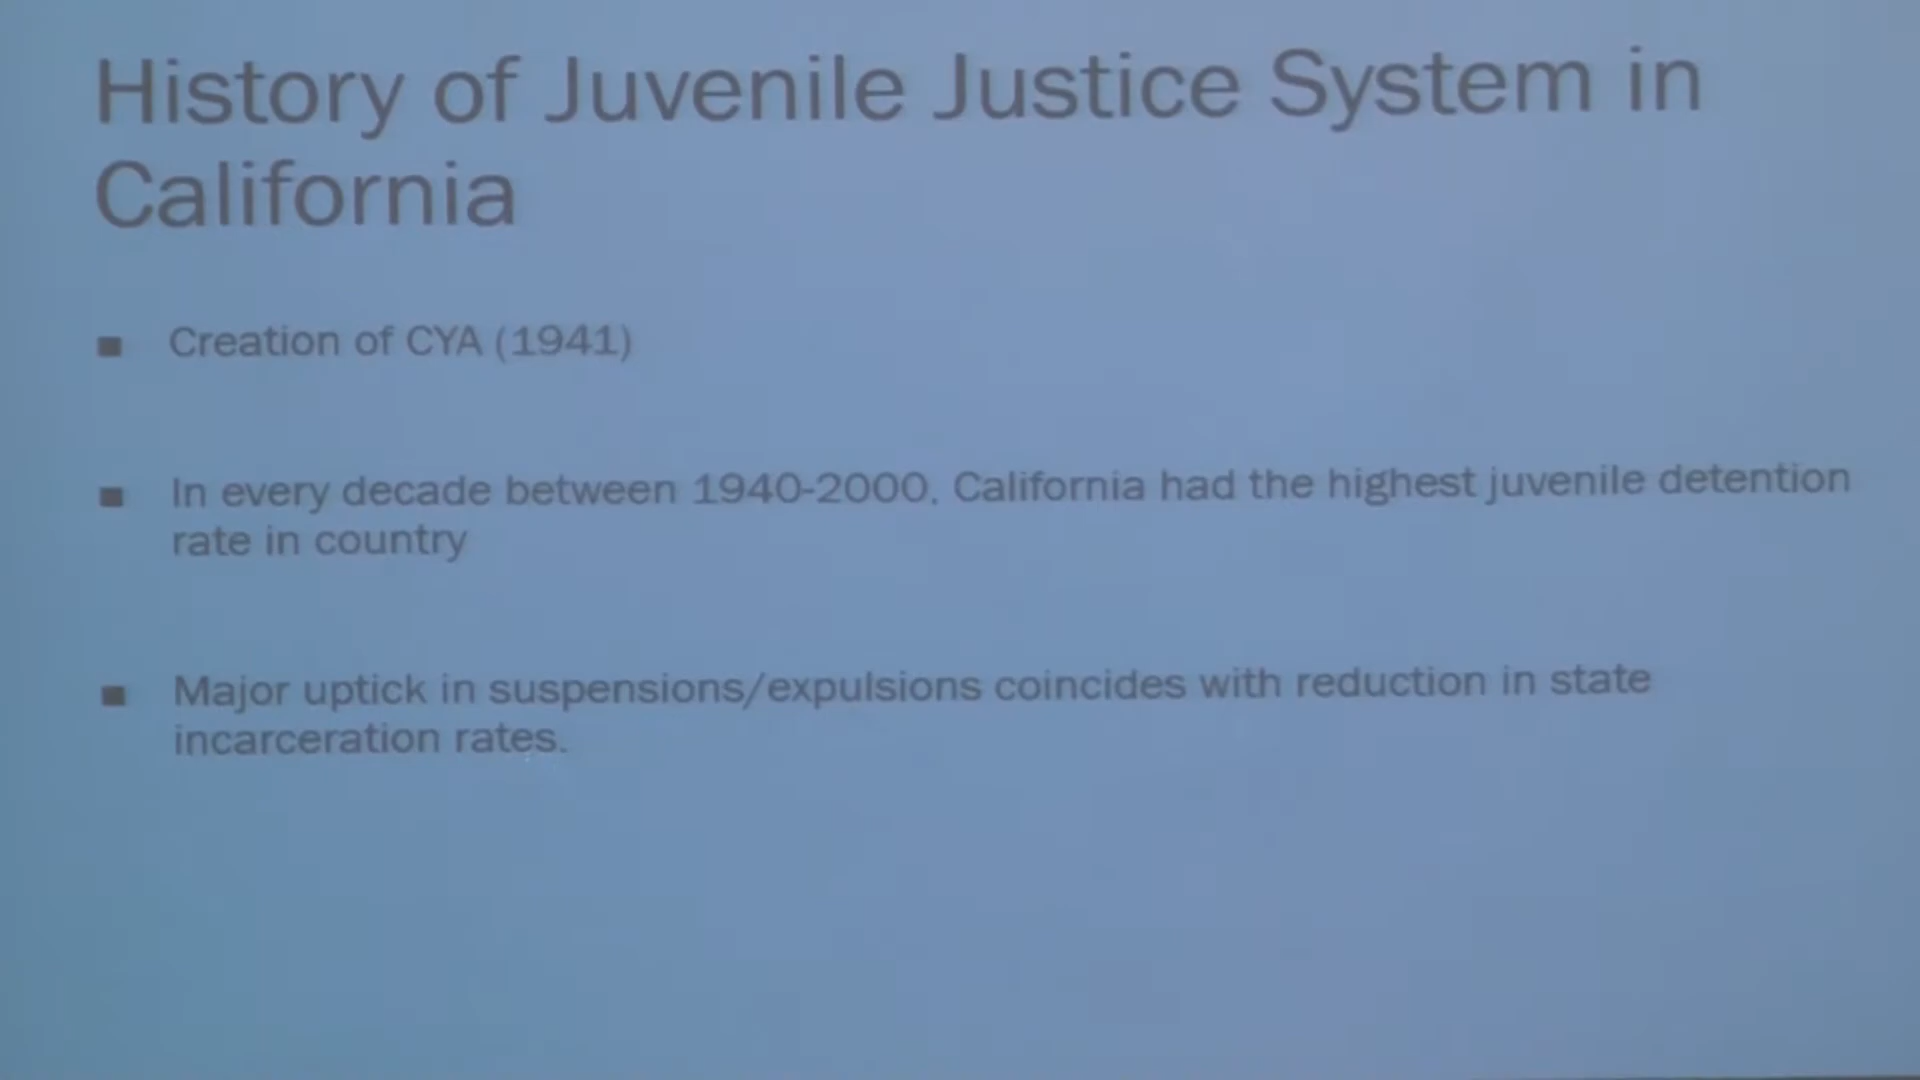 History of Juvenile Justice System in
California
■ Creation of CYA (1941)
■ In every decade between 1940-2000, California had the highest juvenile detention
rate in country
■ Major uptick in suspensions/expulsions coincides with reduction in state
incarceration rates.